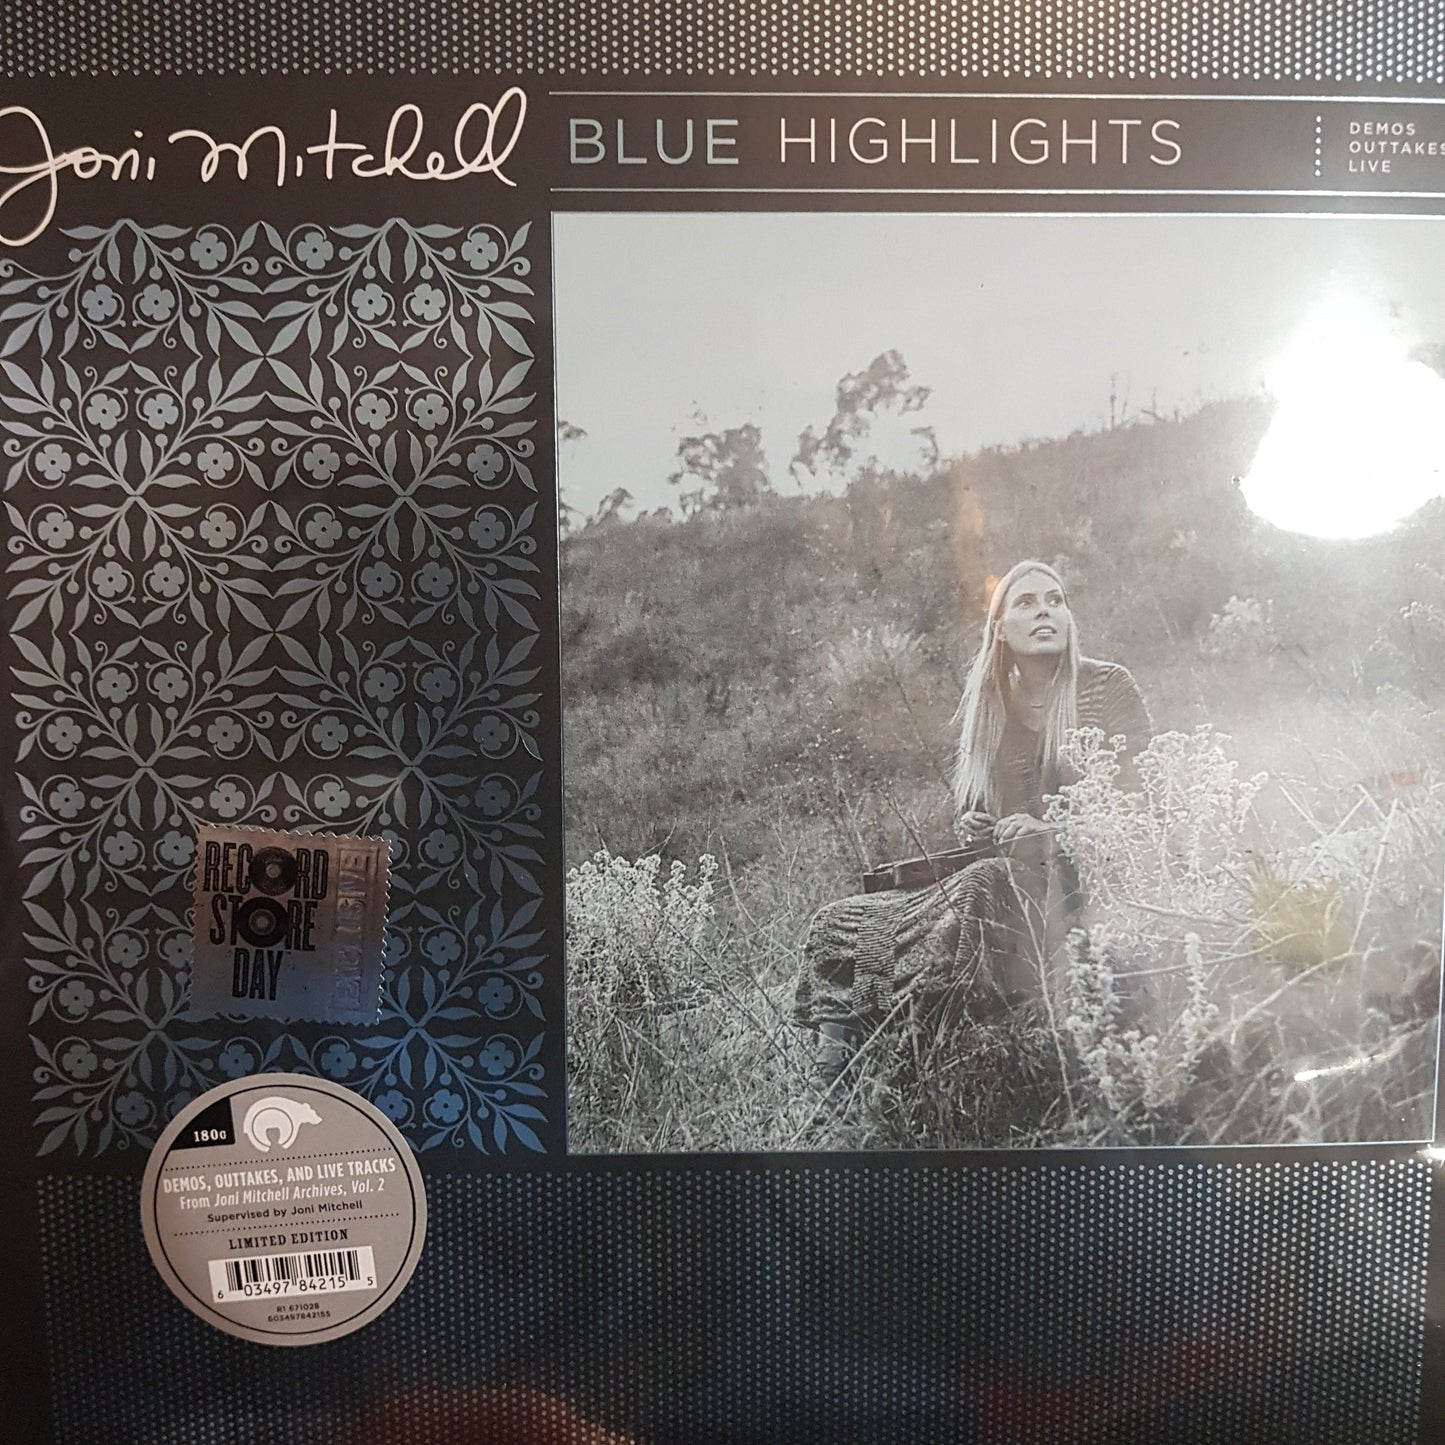 Joni Mitchell
BLUE HIGHLIGHTS
DEMOS
OUTTAKES
LIVE
RECORD
STORE
DAY
EXCLUSIVE
180G
DEMOS, OUTTAKES, AND LIVE TRACKS
From Joni Mitchell Archives, Vol. 2
Supervised by Joni Mitchell
LIMITED EDITION
6 03497 84215 5
R1 671028
603497842155